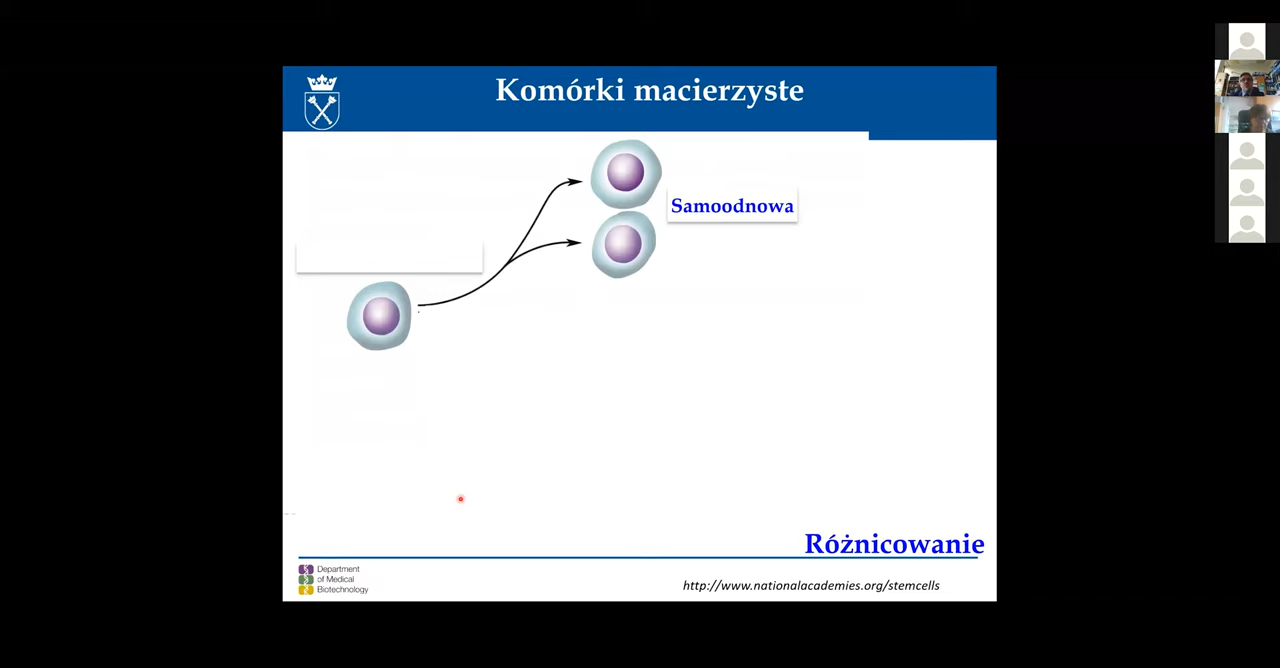 Komórki macierzyste
Samoodnowa
Różnicowanie
Department
of Medical
Biotechnology
http://www.nationalacademies.org/stemcells